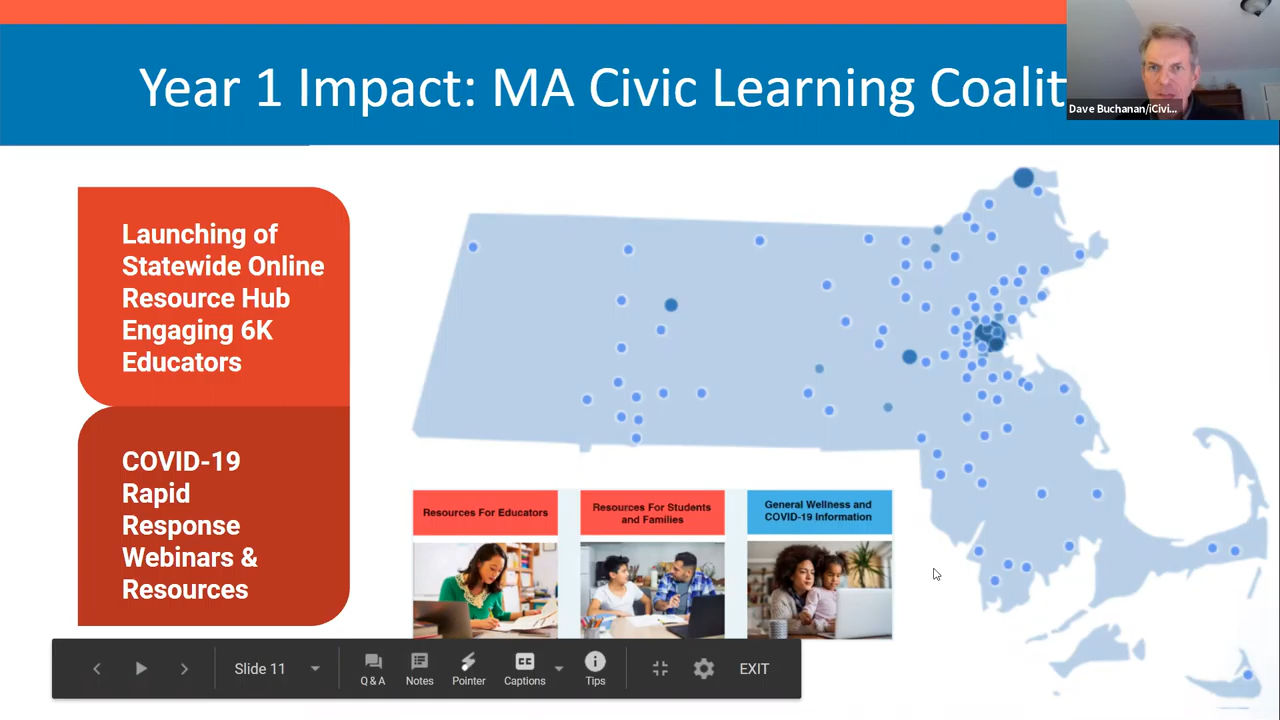 Year 1 Impact: MA Civic Learning Coalit
Dave Buchanan/iCivi...
Launching of
Statewide Online
Resource Hub
Engaging 6K
Educators
COVID-19
Rapid
Response
Webinars &
Resources
Resources For Educators
Resources For Students
and Families
General Wellness and
COVID-19 Information
Slide 11
Q & A
Notes
Pointer
CC
Captions
Tips
EXIT